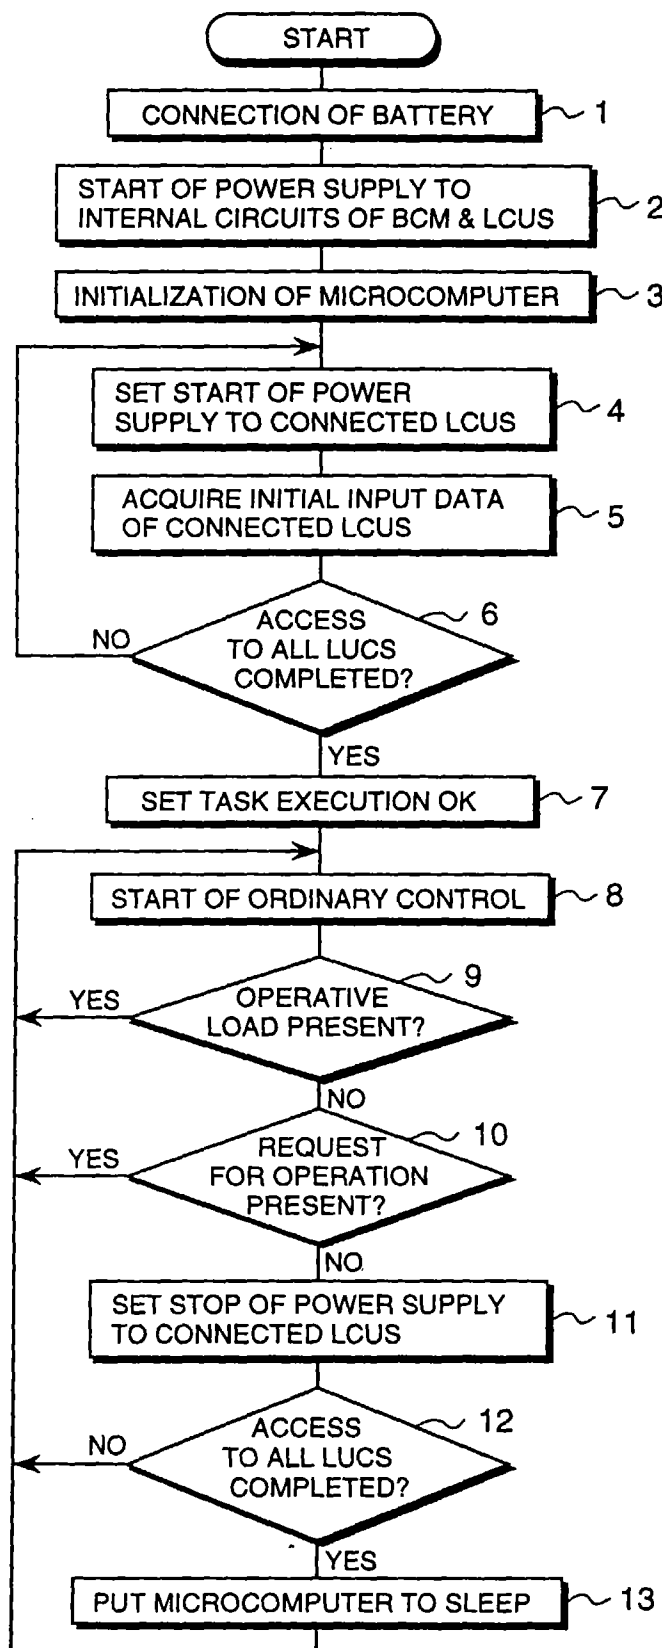 START
CONNECTION OF BATTERY
1
START OF POWER SUPPLY TO
INTERNAL CIRCUITS OF BCM & LCUS
2
INITIALIZATION OF MICROCOMPUTER
3
SET START OF POWER
SUPPLY TO CONNECTED LCUS
4
ACQUIRE INITIAL INPUT DATA
OF CONNECTED LCUS
5
6
ACCESS
TO ALL LUCS
COMPLETED?
NO
YES
SET TASK EXECUTION OK
7
START OF ORDINARY CONTROL
8
9
OPERATIVE
LOAD PRESENT?
YES
NO
10
REQUEST
FOR OPERATION
PRESENT?
YES
NO
SET STOP OF POWER SUPPLY
TO CONNECTED LCUS
11
12
ACCESS
TO ALL LUCS
COMPLETED?
NO
YES
PUT MICROCOMPUTER TO SLEEP
13